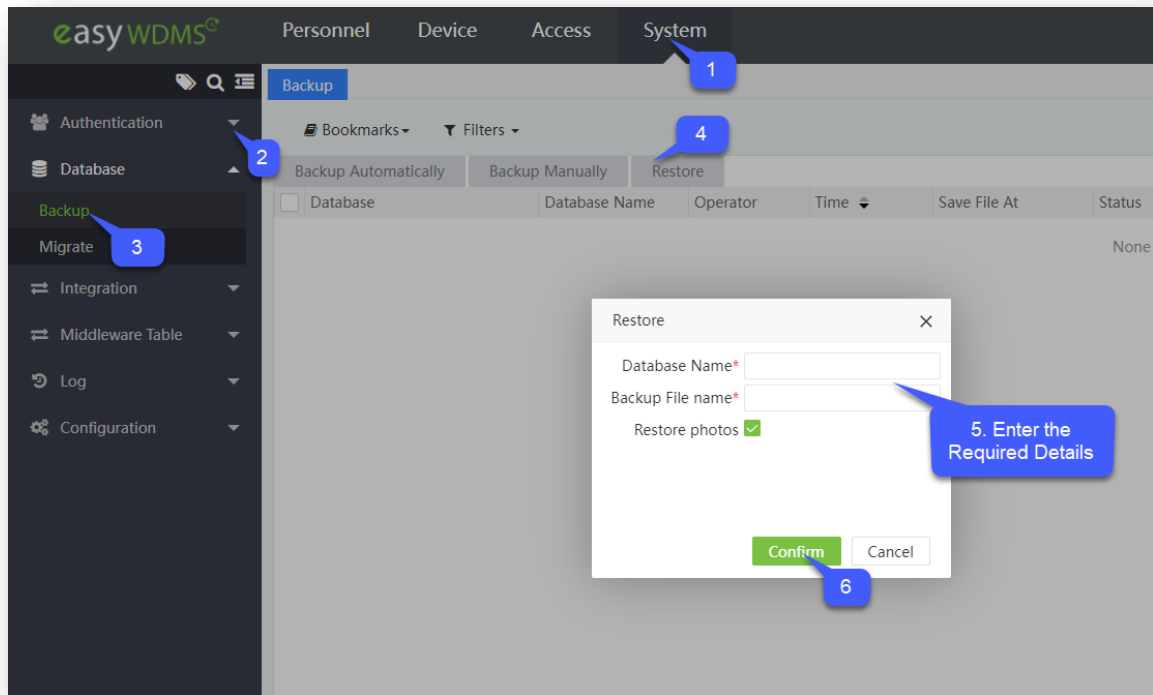 easy WDMS
Personnel Device Access System
1
Backup
Authentication
2
Bookmarks Filters
4
Database
Backup Automatically Backup Manually Restore
Database Database Name Operator Time Save File At Status
Backup
3
Migrate
None
Integration
Middleware Table
Log
Configuration
Restore
Database Name*
Backup File name*
Restore photos
5. Enter the
Required Details
Confirm Cancel
6